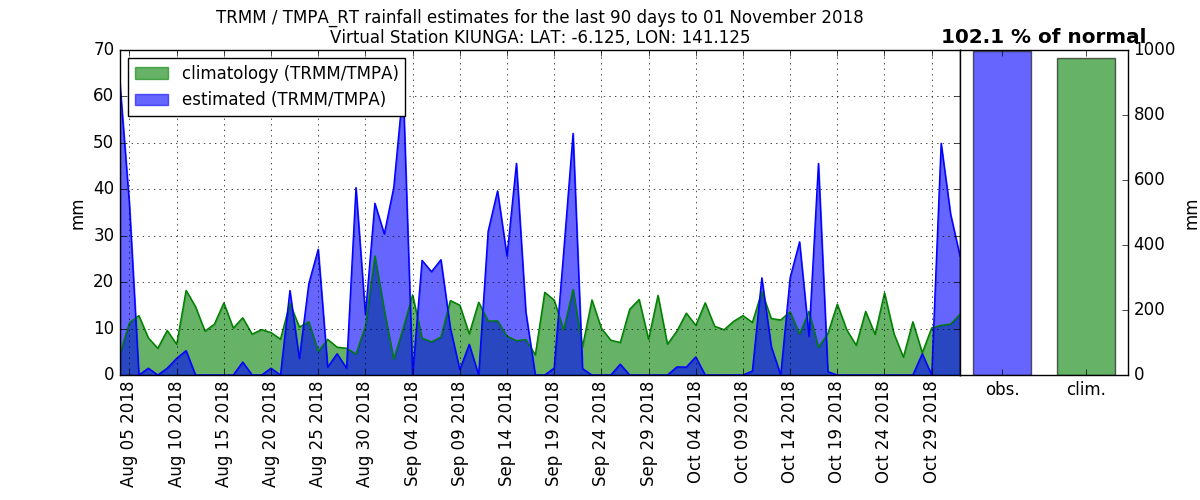 TRMM / TMPA_RT rainfall estimates for the last 90 days to 01 November 2018
Virtual Station KIUNGA: LAT: -6.125, LON: 141.125
102.1 % of normal
climatology (TRMM/TMPA)
estimated (TRMM/TMPA)
mm
70
60
50
40
30
20
10
0
Aug 05 2018
Aug 10 2018
Aug 15 2018
Aug 20 2018
Aug 25 2018
Aug 30 2018
Sep 04 2018
Sep 09 2018
Sep 14 2018
Sep 19 2018
Sep 24 2018
Sep 29 2018
Oct 04 2018
Oct 09 2018
Oct 14 2018
Oct 19 2018
Oct 24 2018
Oct 29 2018
obs.
clim.
1000
800
600
400
200
0
mm